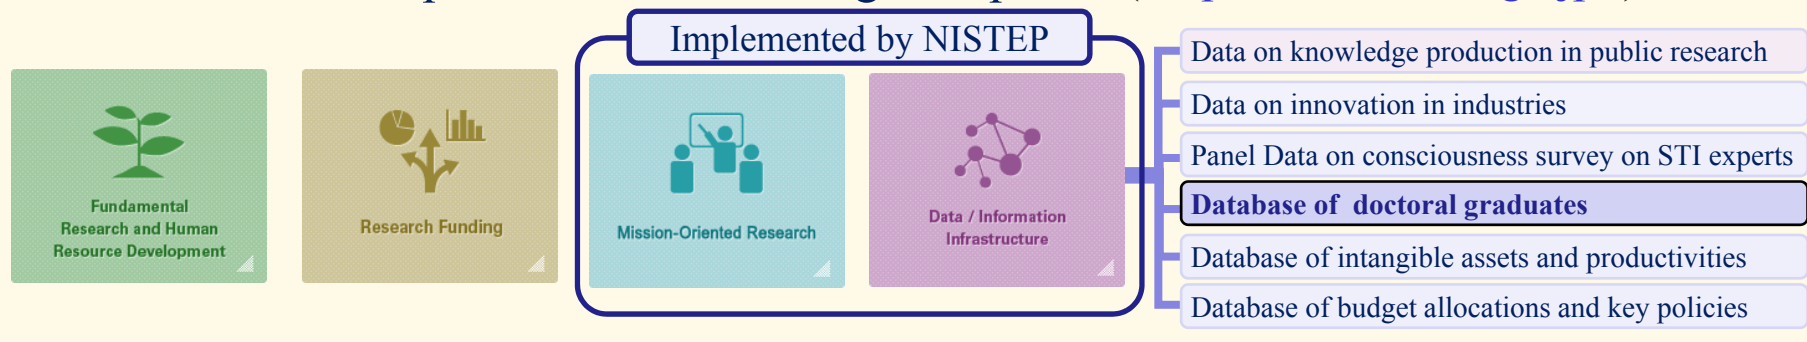 Implemented by NISTEP
Fundamental
Research and Human
Resource Development
Research Funding
Mission-Oriented Research
Data / Information
Infrastructure
Data on knowledge production in public research
Data on innovation in industries
Panel Data on consciousness survey on STI experts
Database of doctoral graduates
Database of intangible assets and productivities
Database of budget allocations and key policies